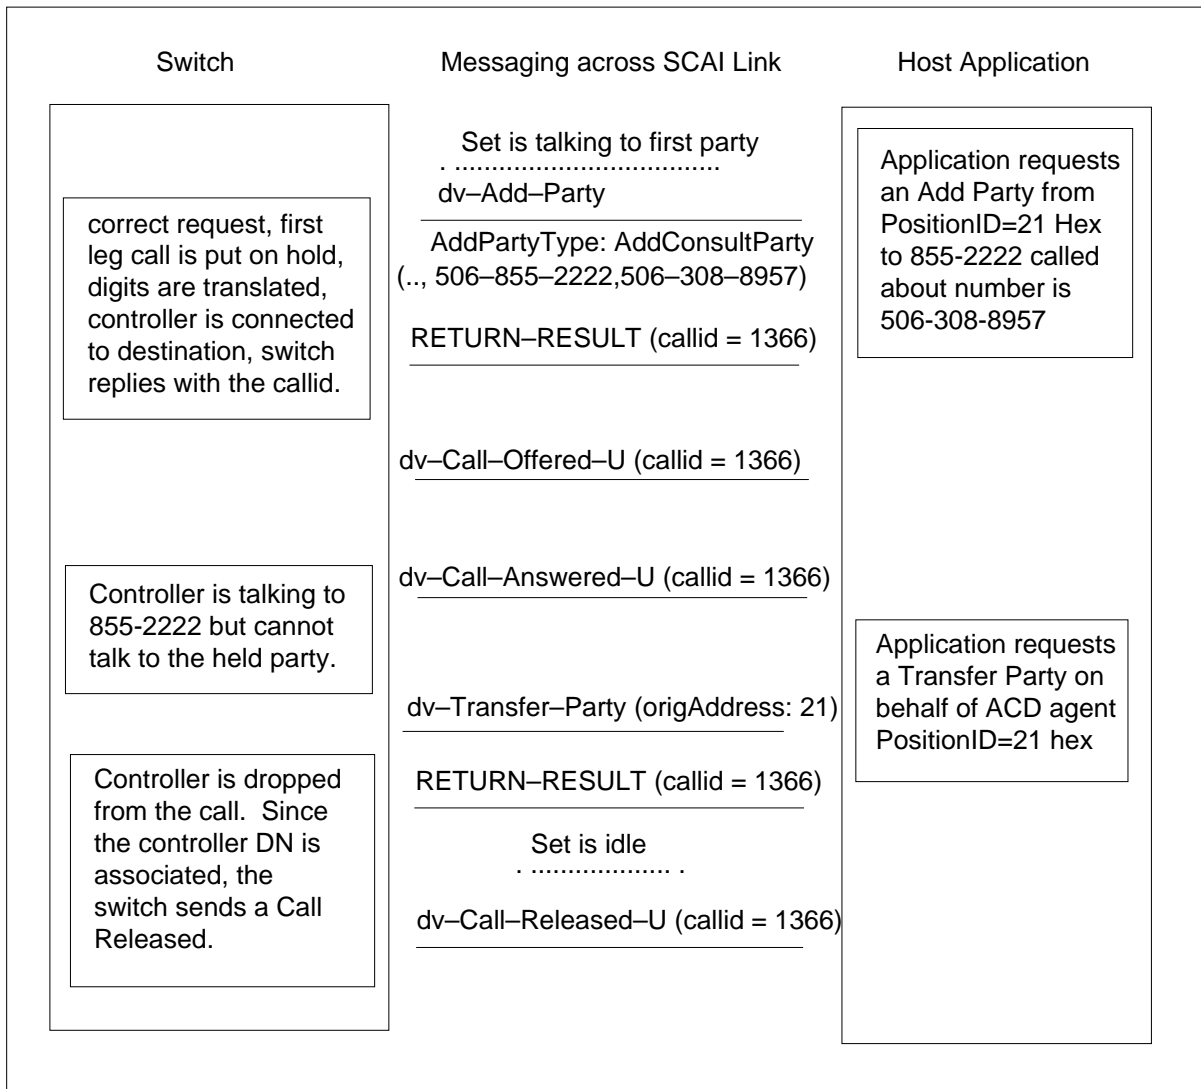 Switch
Messaging across SCAI Link
Host Application
Set is talking to first party
dv–Add–Party
AddPartyType: AddConsultParty
(.., 506–855–2222,506–308–8957)
Application requests
an Add Party from
PositionID=21 Hex
to 855-2222 called
about number is
506-308-8957
correct request, first
leg call is put on hold,
digits are translated,
controller is connected
to destination, switch
replies with the callid.
RETURN–RESULT (callid = 1366)
dv–Call–Offered–U (callid = 1366)
dv–Call–Answered–U (callid = 1366)
Controller is talking to
855-2222 but cannot
talk to the held party.
Application requests
a Transfer Party on
behalf of ACD agent
PositionID=21 hex
dv–Transfer–Party (origAddress: 21)
Controller is dropped
from the call.  Since
the controller DN is
associated, the
switch sends a Call
Released.
RETURN–RESULT (callid = 1366)
Set is idle
dv–Call–Released–U (callid = 1366)